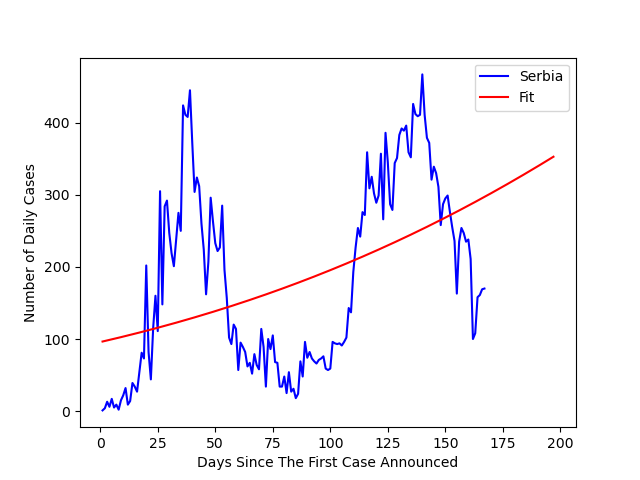 Serbia
Fit
400
300
200
100
0
Number of Daily Cases
0 25 50 75 100 125 150 175 200
Days Since The First Case Announced